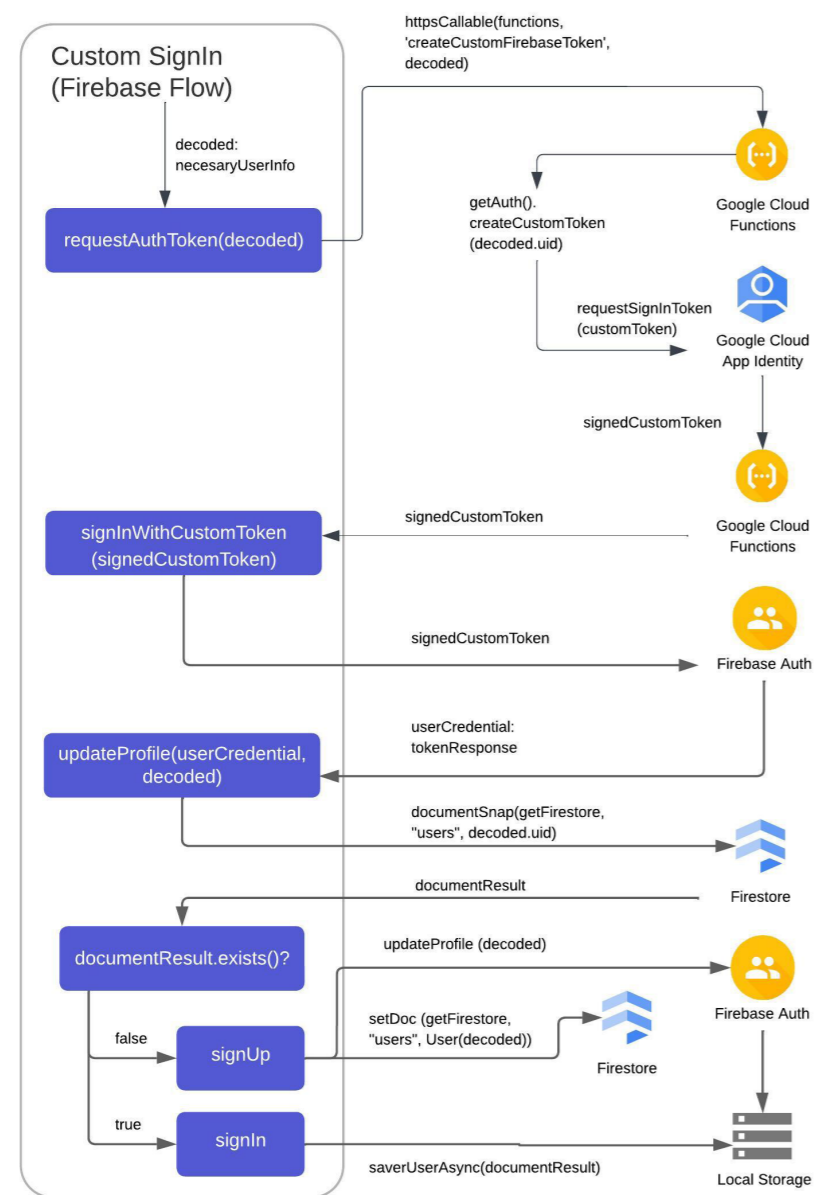 httpsCallable(functions,
'createCustomFirebaseToken',
decoded)
Custom SignIn
(Firebase Flow)
decoded:
necesaryUserInfo
requestAuthToken(decoded)
getAuth().
createCustomToken
(decoded.uid)
Google Cloud
Functions
requestSignInToken
(customToken)
Google Cloud
App Identity
signedCustomToken
signInWithCustomToken
(signedCustomToken)
signedCustomToken
Google Cloud
Functions
signedCustomToken
Firebase Auth
userCredential:
tokenResponse
updateProfile(userCredential,
decoded)
documentSnap(getFirestore,
"users", decoded.uid)
Firestore
documentResult
documentResult.exists()?
updateProfile (decoded)
Firebase Auth
false
signUp
setDoc (getFirestore,
"users", User(decoded))
Firestore
true
signIn
saverUserAsync(documentResult)
Local Storage